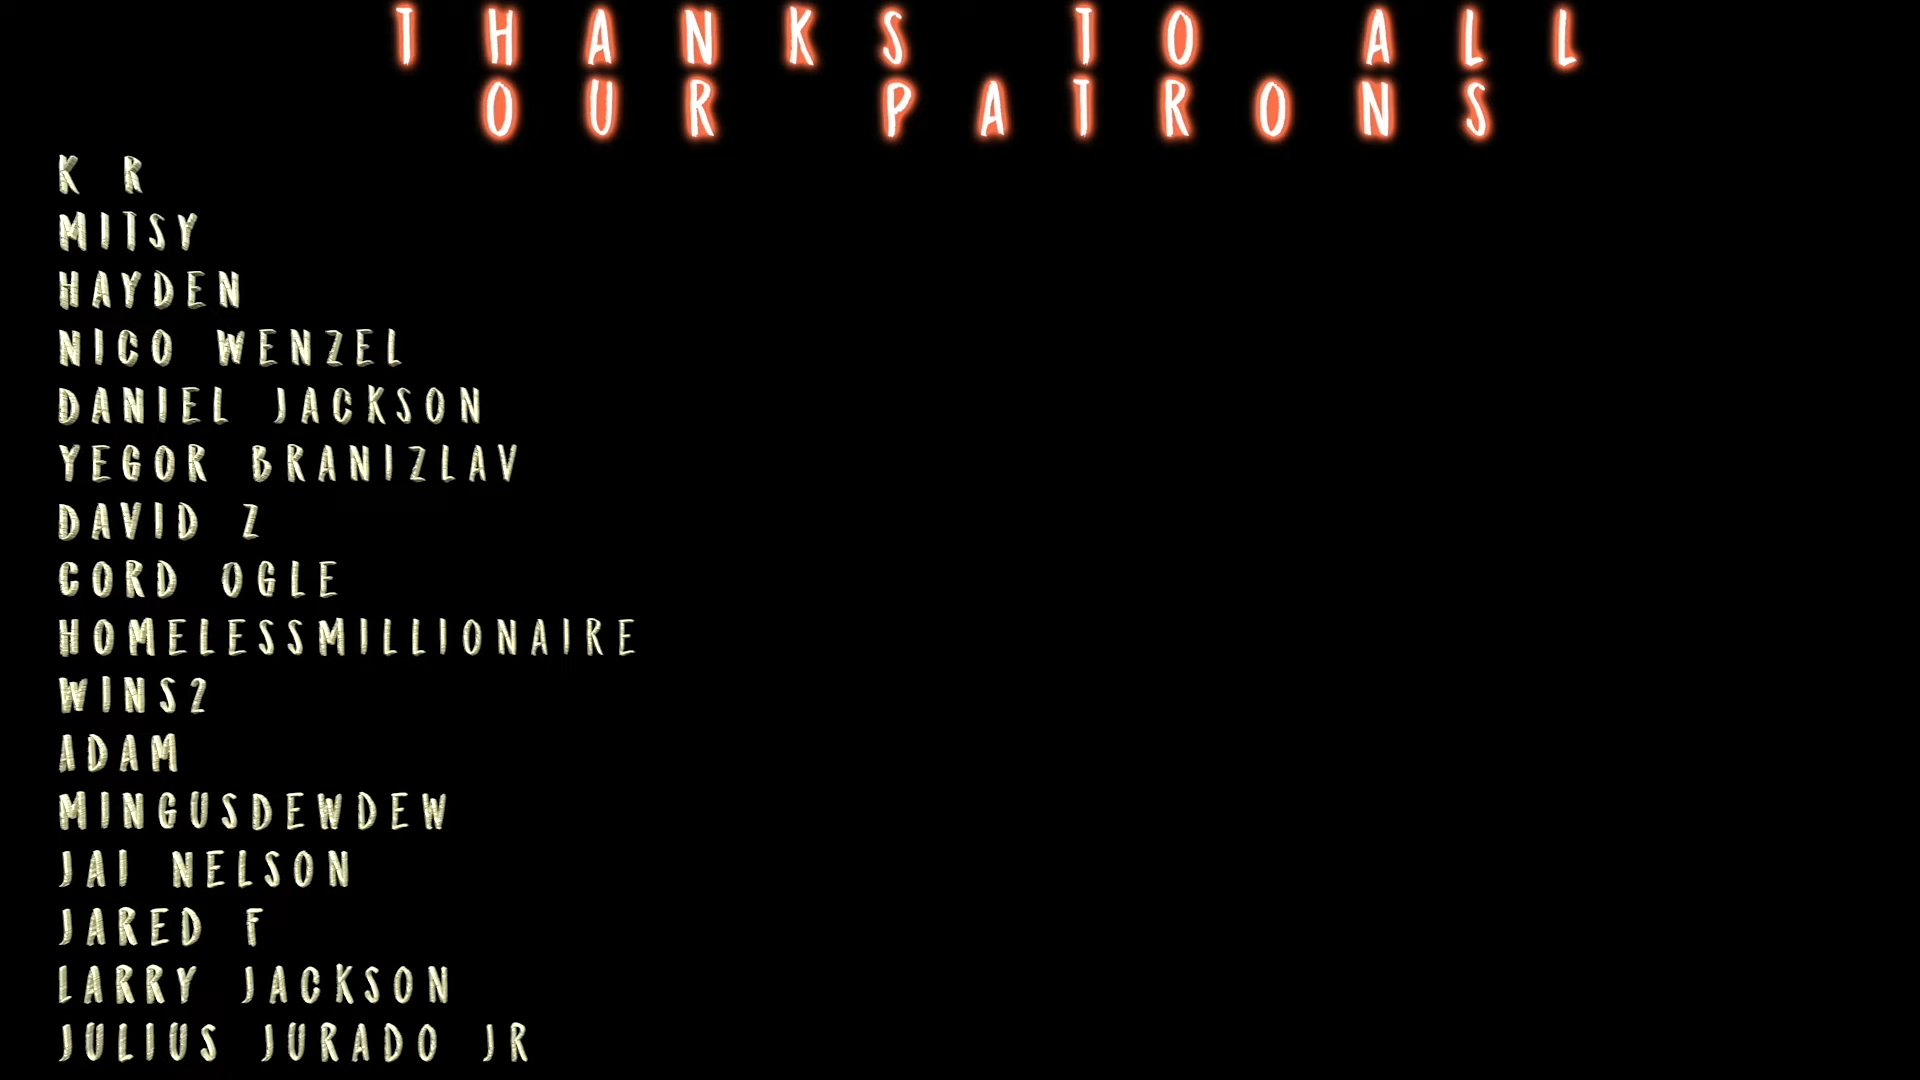 THANKS TO ALL
OUR PATRONS
K R
MITSY
HAYDEN
NICO WENZEL
DANIEL JACKSON
YEGOR BRANIZLAV
DAVID Z
CORD OGLE
HOMELESSMILLIONAIRE
WINS2
ADAM
MINGUSDEWDEW
JAI NELSON
JARED F
LARRY JACKSON
JULIUS JURADO JR